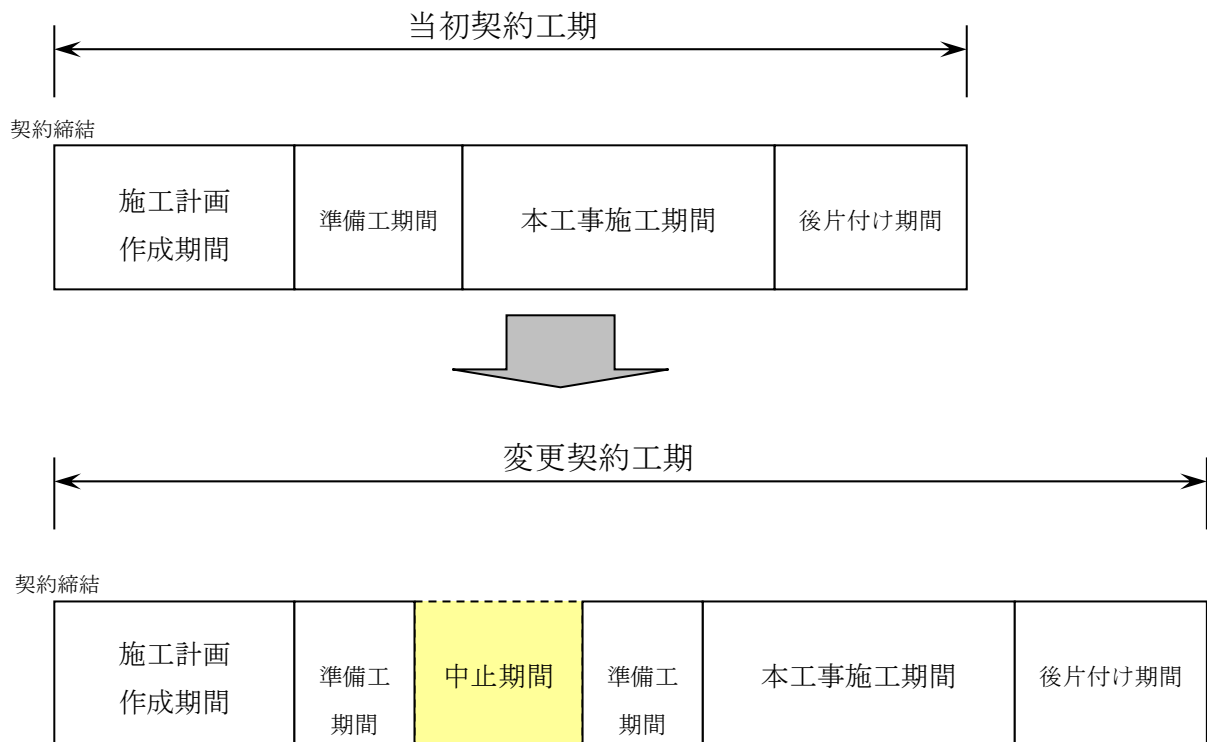 当初契約工期
契約締結
施工計画
作成期間
準備工期間
本工事施工期間
後片付け期間
変更契約工期
契約締結
施工計画
作成期間
準備工
期間
中止期間
準備工
期間
本工事施工期間
後片付け期間